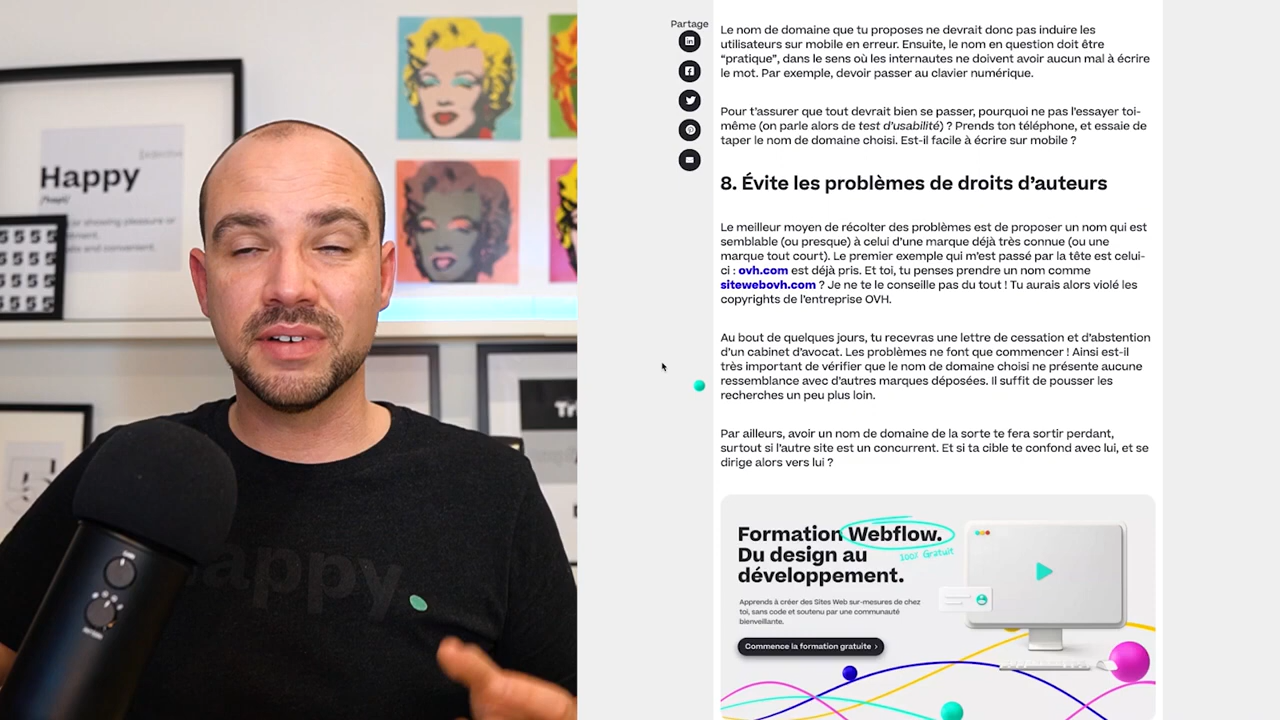 Happy
5 5 5 5
happy.
Partage
Le nom de domaine que tu proposes ne devrait donc pas induire les
utilisateurs sur mobile en erreur. Ensuite, le nom en question doit être
“pratique”, dans le sens où les internautes ne doivent avoir aucun mal à écrire
le mot. Par exemple, devoir passer au clavier numérique.
Pour t’assurer que tout devrait bien se passer, pourquoi ne pas l’essayer toi-
même (on parle alors de test d’usabilité) ? Prends ton téléphone, et essaie de
taper le nom de domaine choisi. Est-il facile à écrire sur mobile ?
8. Évite les problèmes de droits d’auteurs
Le meilleur moyen de récolter des problèmes est de proposer un nom qui est
semblable (ou presque) à celui d’une marque déjà très connue (ou une
marque tout court). Le premier exemple qui m’est passé par la tête est celui-
ci : ovh.com est déjà pris. Et toi, tu penses prendre un nom comme
sitewebovh.com ? Je ne te le conseille pas du tout ! Tu aurais alors violé les
copyrights de l’entreprise OVH.
Au bout de quelques jours, tu recevras une lettre de cessation et d’abstention
d’un cabinet d’avocat. Les problèmes ne font que commencer ! Ainsi est-il
très important de vérifier que le nom de domaine choisi ne présente aucune
ressemblance avec d’autres marques déposées. Il suffit de pousser les
recherches un peu plus loin.
Par ailleurs, avoir un nom de domaine de la sorte te fera sortir perdant,
surtout si l’autre site est un concurrent. Et si ta cible te confond avec lui, et se
dirige alors vers lui ?
Formation Webflow.
100% Gratuit
Du design au
développement.
Apprends à créer des Sites Web sur-mesures de chez
toi, sans code et soutenu par une communauté
bienveillante.
Commence la formation gratuite ›